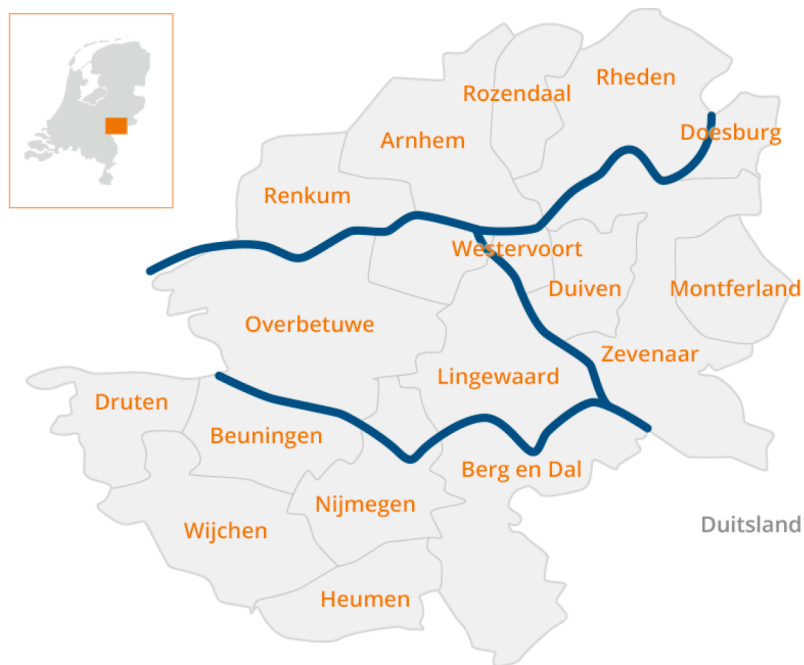 Rheden
Rozendaal
Doesburg
Arnhem
Renkum
Westervoort
Duiven
Montferland
Overbetuwe
Zevenaar
Lingewaard
Druten
Beuningen
Berg en Dal
Nijmegen
Duitsland
Wijchen
Heumen